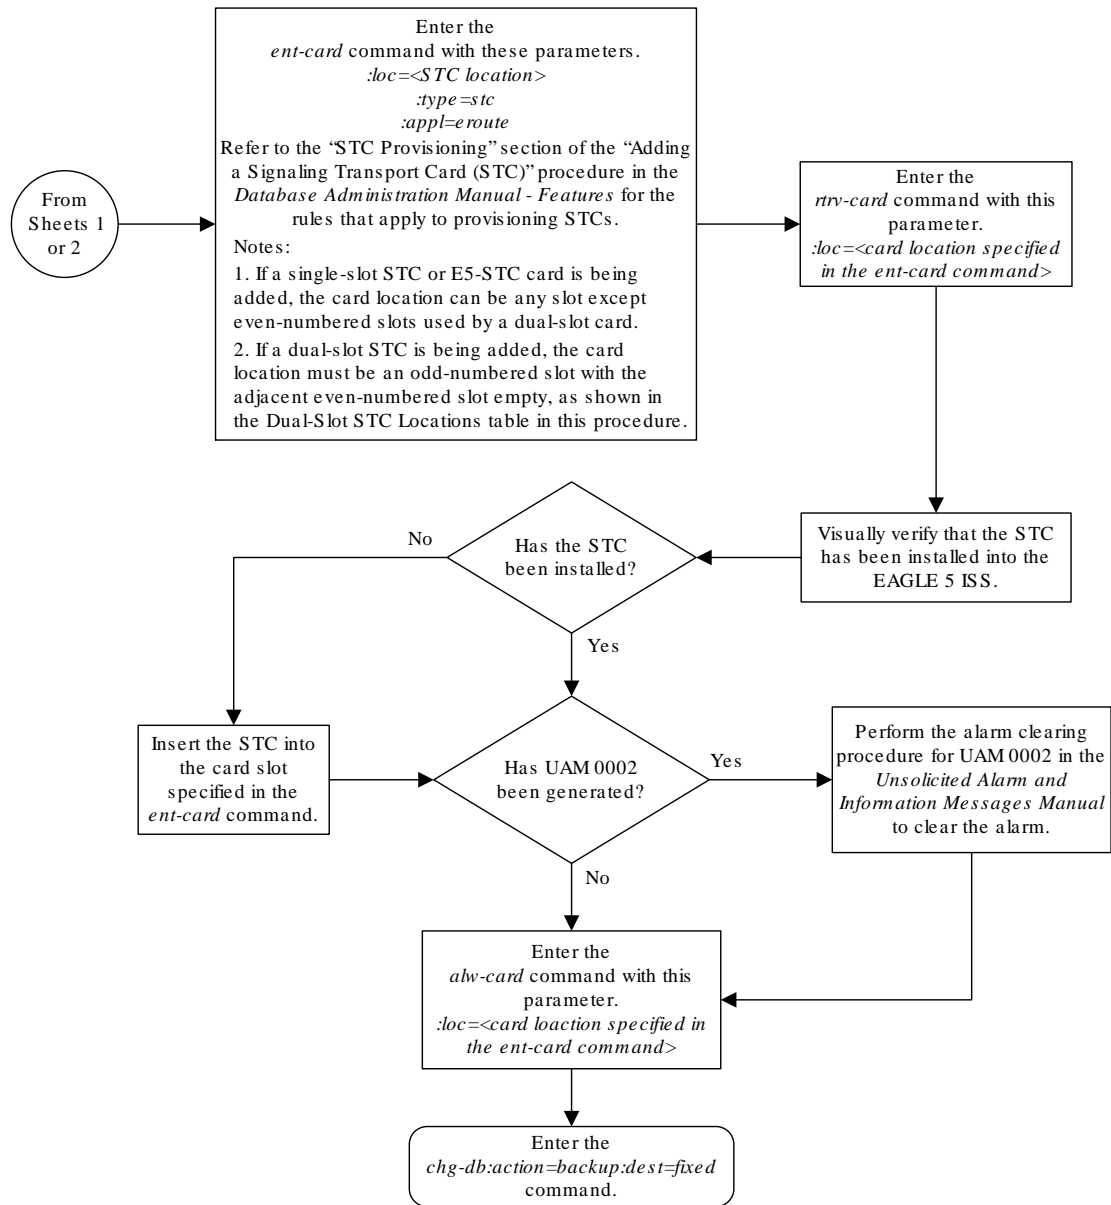 From
Sheets 1
or 2
Enter the
ent-card command with these parameters.
:loc=<STC location>
:type=stc
:appl=eroute
Refer to the “STC Provisioning” section of the “Adding
a Signaling Transport Card (STC)” procedure in the
Database Administration Manual - Features for the
rules that apply to provisioning STCs.
Notes:
1. If a single-slot STC or E5-STC card is being
added, the card location can be any slot except
even-numbered slots used by a dual-slot card.
2. If a dual-slot STC is being added, the card
location must be an odd-numbered slot with the
adjacent even-numbered slot empty, as shown in
the Dual-Slot STC Locations table in this procedure.
Enter the
rtrv-card command with this
parameter.
:loc=<card location specified
in the ent-card command>
Visually verify that the STC
has been installed into the
EAGLE 5 ISS.
Has the STC
been installed?
No
Yes
Insert the STC into
the card slot
specified in the
ent-card command.
Has UAM 0002
been generated?
Yes
No
Perform the alarm clearing
procedure for UAM 0002 in the
Unsolicited Alarm and
Information Messages Manual
to clear the alarm.
Enter the
alw-card command with this
parameter.
:loc=<card loaction specified in
the ent-card command>
Enter the
chg-db:action=backup:dest=fixed
command.